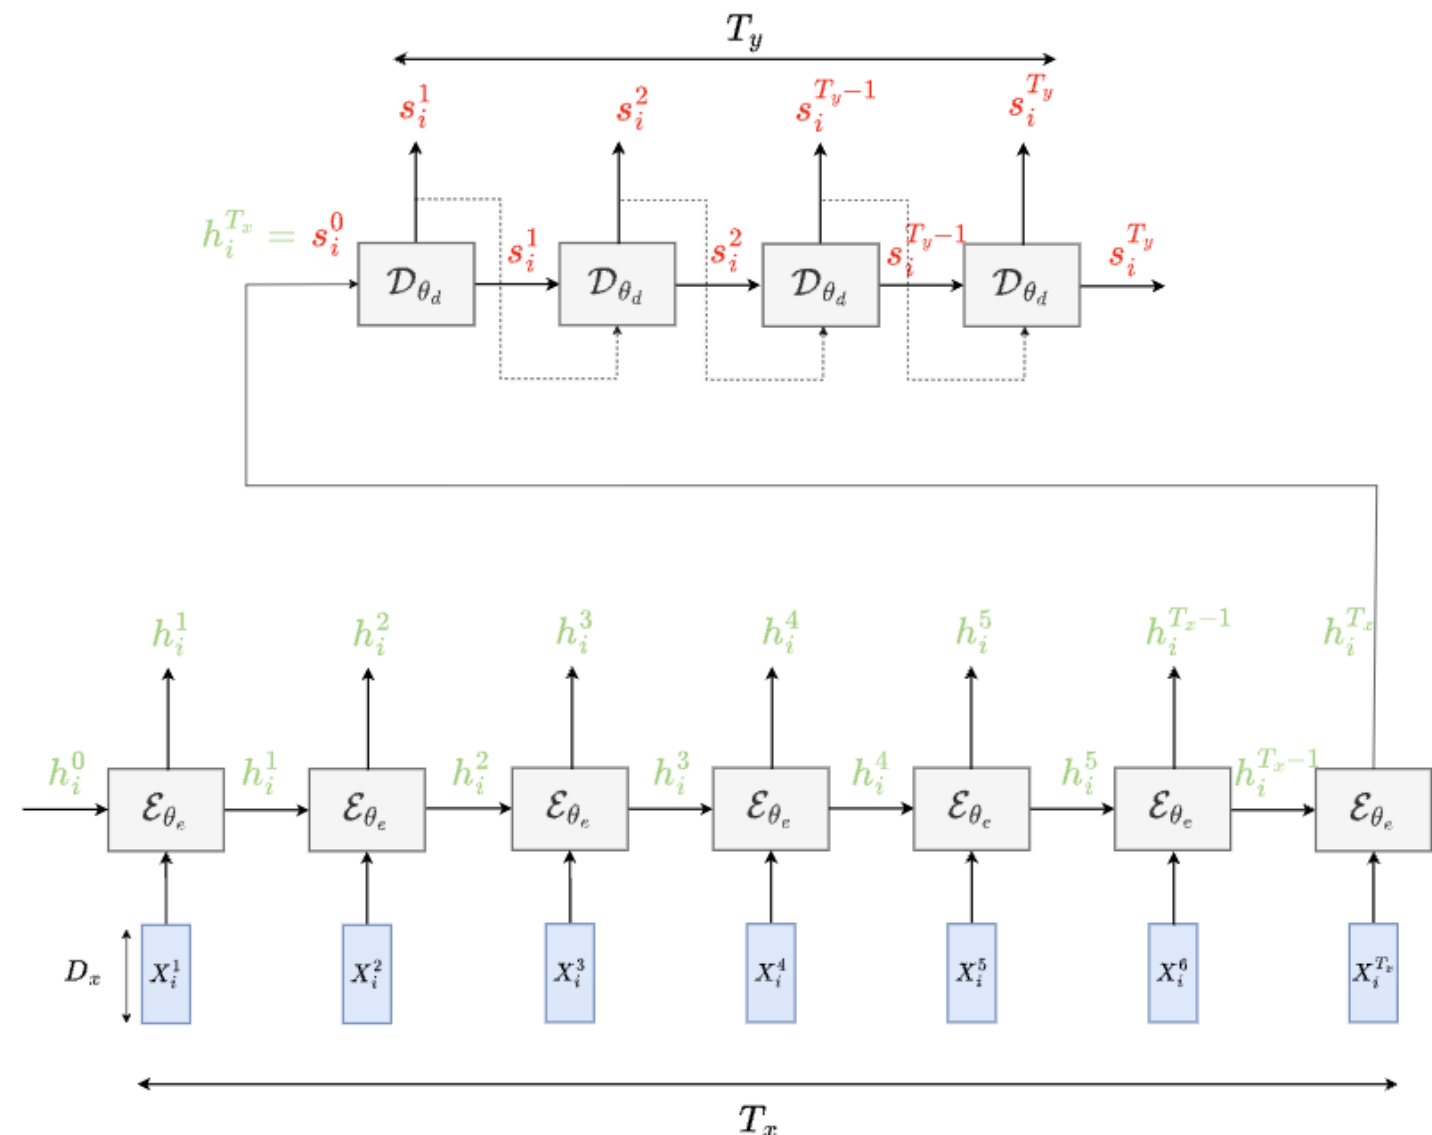 T_y
s_i^1 s_i^2 s_i^{T_y-1} s_i^{T_y}
h_i^{T_x} = s_i^0 s_i^1 s_i^2 s_i^{T_y-1} s_i^{T_y}
𝒟_{θ_d} 𝒟_{θ_d} 𝒟_{θ_d} 𝒟_{θ_d}
h_i^1 h_i^2 h_i^3 h_i^4 h_i^5 h_i^{T_x-1} h_i^{T_x}
h_i^0 h_i^1 h_i^2 h_i^3 h_i^4 h_i^5 h_i^{T_x-1}
ℰ_{θ_e} ℰ_{θ_e} ℰ_{θ_e} ℰ_{θ_e} ℰ_{θ_e} ℰ_{θ_e} ℰ_{θ_e}
D_x X_i^1 X_i^2 X_i^3 X_i^4 X_i^5 X_i^6 X_i^{T_x}
T_x